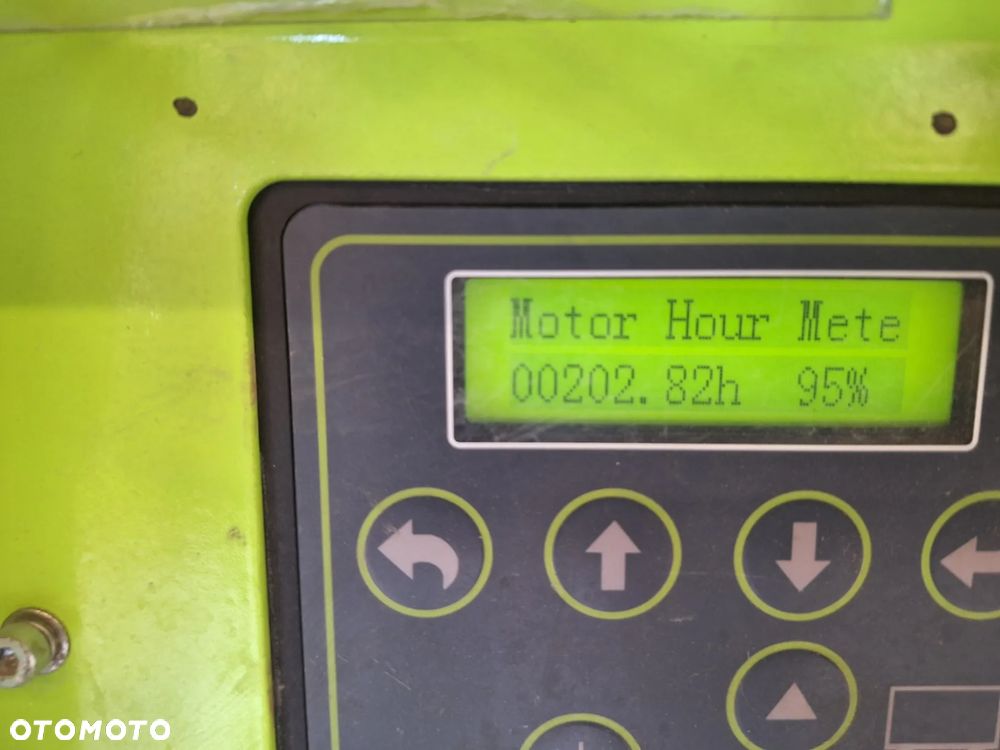 Motor Hour Mete
00202.82h 95%
OTOMOTO